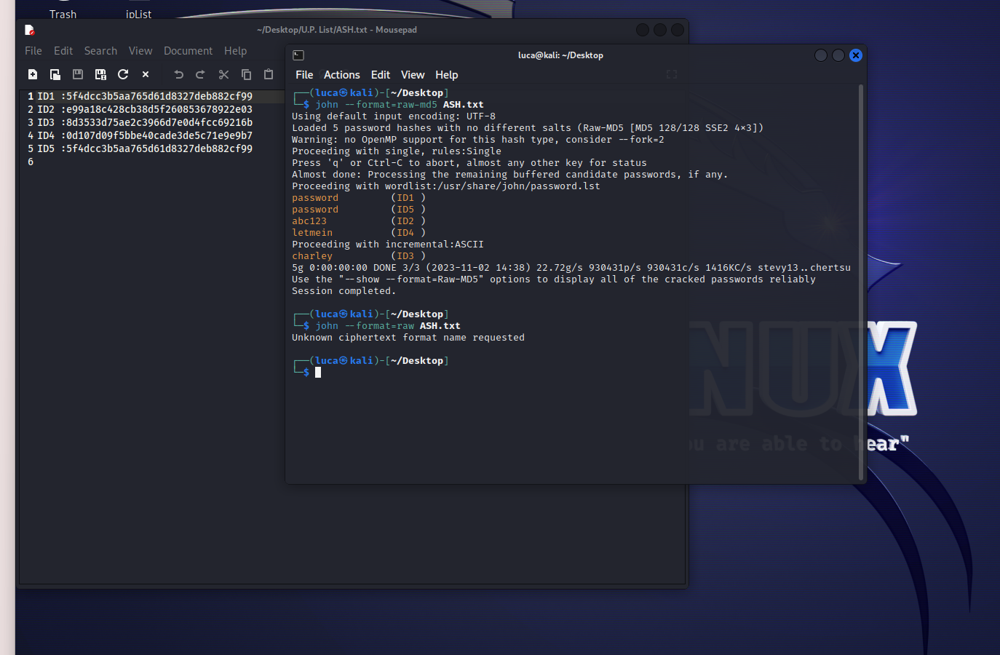 Trash
ipList
~/Desktop/U.P. List/ASH.txt - Mousepad
File Edit Search View Document Help
1 ID1 :5f4dcc3b5aa765d61d8327deb882cf99
2 ID2 :e99a18c428cb38d5f260853678922e03
3 ID3 :8d3533d75ae2c3966d7e0d4fcc69216b
4 ID4 :0d107d09f5bbe40cade3de5c71e9e9b7
5 ID5 :5f4dcc3b5aa765d61d8327deb882cf99
6
luca@kali: ~/Desktop
File Actions Edit View Help
┌──(luca㉿kali)-[~/Desktop]
└─$ john --format=raw-md5 ASH.txt
Using default input encoding: UTF-8
Loaded 5 password hashes with no different salts (Raw-MD5 [MD5 128/128 SSE2 4×3])
Warning: no OpenMP support for this hash type, consider --fork=2
Proceeding with single, rules:Single
Press 'q' or Ctrl-C to abort, almost any other key for status
Almost done: Processing the remaining buffered candidate passwords, if any.
Proceeding with wordlist:/usr/share/john/password.lst
password (ID1 )
password (ID5 )
abc123 (ID2 )
letmein (ID4 )
Proceeding with incremental:ASCII
charley (ID3 )
5g 0:00:00:00 DONE 3/3 (2023-11-02 14:38) 22.72g/s 930431p/s 930431c/s 1416KC/s stevy13..chertsu
Use the "--show --format=Raw-MD5" options to display all of the cracked passwords reliably
Session completed.
┌──(luca㉿kali)-[~/Desktop]
└─$ john --format=raw ASH.txt
Unknown ciphertext format name requested
┌──(luca㉿kali)-[~/Desktop]
└─$
NUX
ou are able to hear"